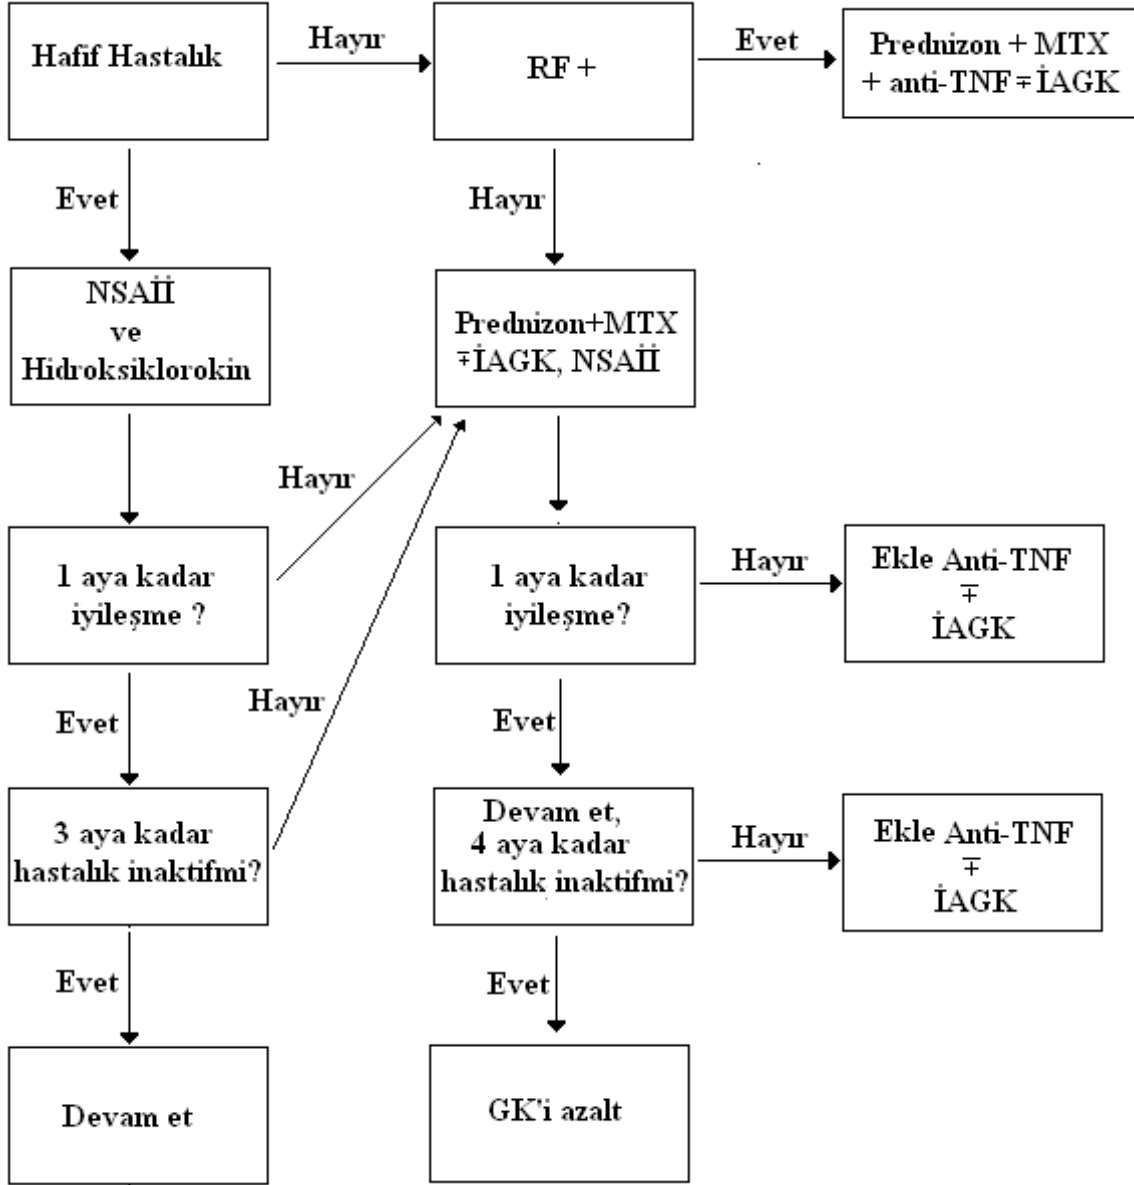 Hafif Hastalık
Hayır
RF +
Evet
Prednizon + MTX
+ anti-TNF ∓ İAGK
Evet
Hayır
NSAİİ
ve
Hidroksiklorokin
Prednizon+MTX
∓İAGK, NSAİİ
Hayır
1 aya kadar
iyileşme ?
1 aya kadar
iyileşme?
Hayır
Ekle Anti-TNF
∓
İAGK
Evet
Hayır
Evet
3 aya kadar
hastalık inaktifmi?
Devam et,
4 aya kadar
hastalık inaktifmi?
Hayır
Ekle Anti-TNF
∓
İAGK
Evet
Evet
Devam et
GK'i azalt